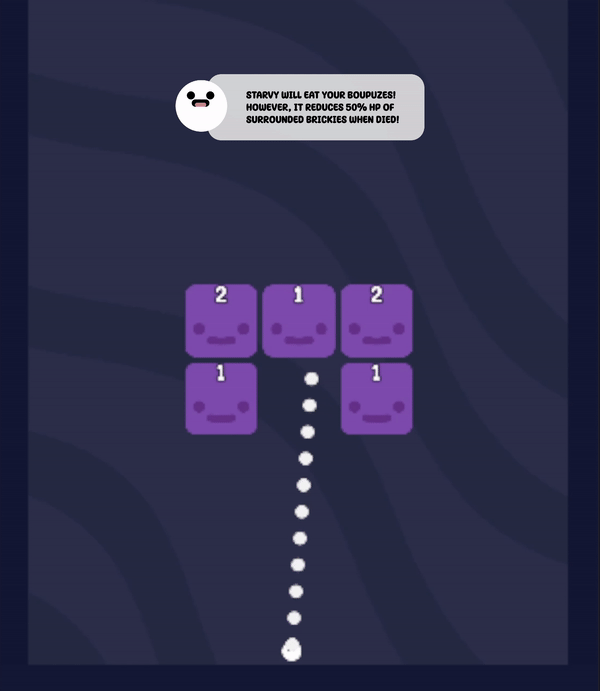 STARVY WILL EAT YOUR BOUPUZES!
HOWEVER, IT REDUCES 50% HP OF
SURROUNDED BRICKIES WHEN DIED!
2 1 2
1 1